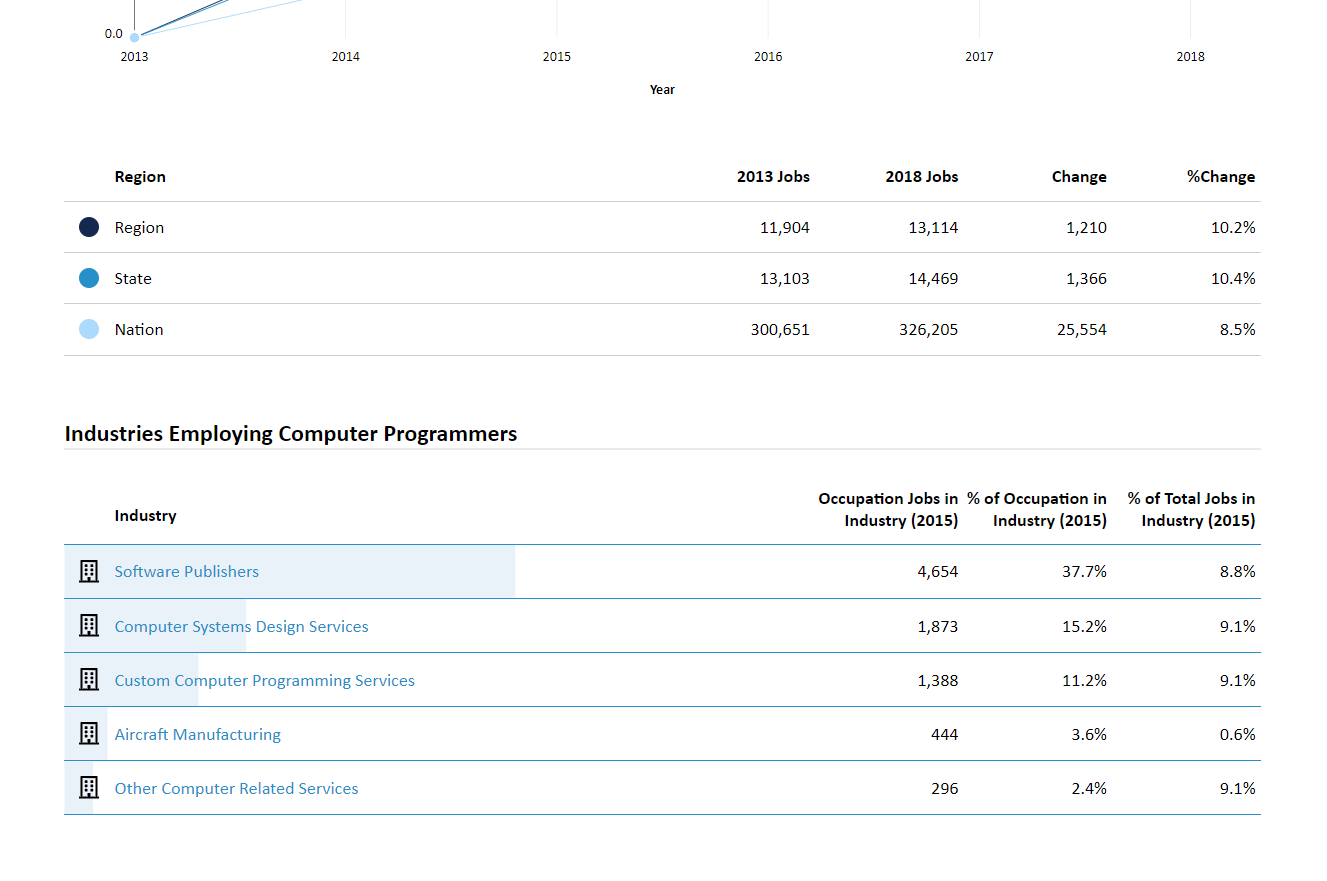 0.0
2013 2014 2015 2016 2017 2018
Year
Region 2013 Jobs 2018 Jobs Change %Change
Region 11,904 13,114 1,210 10.2%
State 13,103 14,469 1,366 10.4%
Nation 300,651 326,205 25,554 8.5%
Industries Employing Computer Programmers
Industry Occupation Jobs in Industry (2015) % of Occupation in Industry (2015) % of Total Jobs in Industry (2015)
Software Publishers 4,654 37.7% 8.8%
Computer Systems Design Services 1,873 15.2% 9.1%
Custom Computer Programming Services 1,388 11.2% 9.1%
Aircraft Manufacturing 444 3.6% 0.6%
Other Computer Related Services 296 2.4% 9.1%